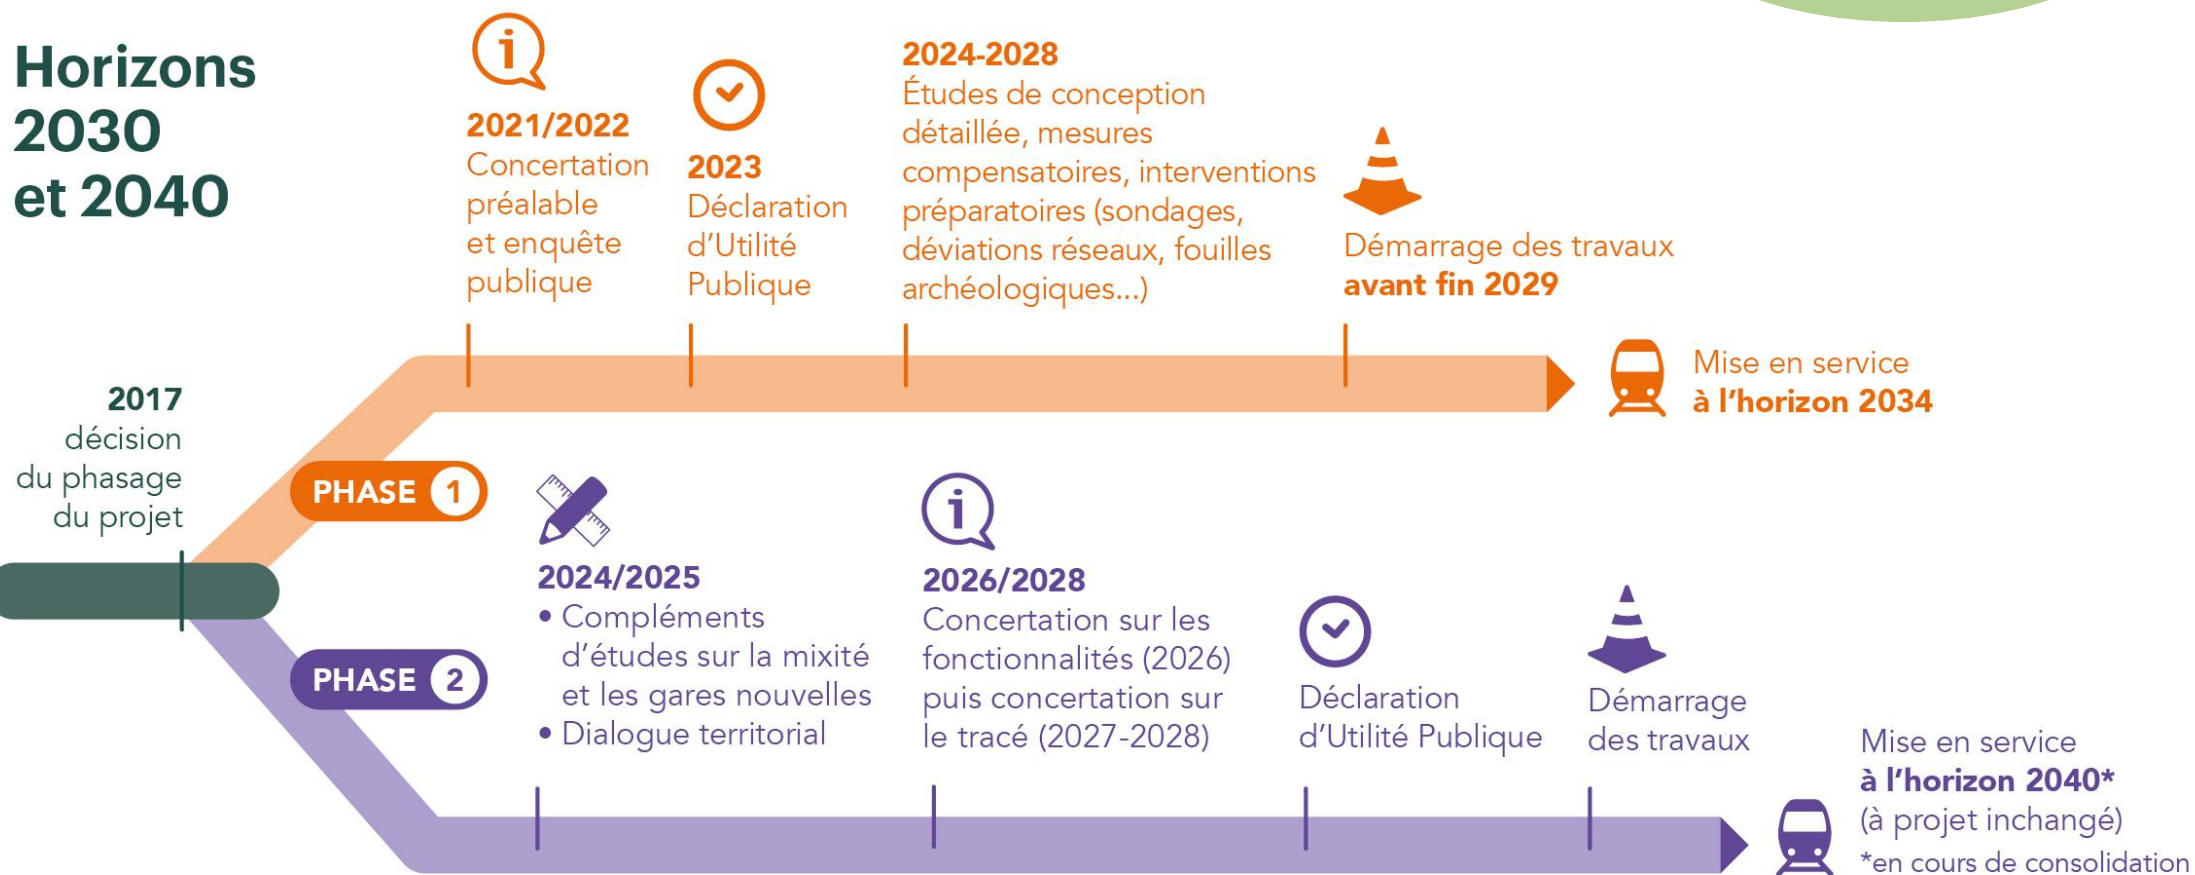 Horizons
2030
et 2040
2017
décision
du phasage
du projet
PHASE 1
2021/2022
Concertation
préalable
et enquête
publique
2023
Déclaration
d’Utilité
Publique
2024-2028
Études de conception
détaillée, mesures
compensatoires, interventions
préparatoires (sondages,
déviations réseaux, fouilles
archéologiques...)
Démarrage des travaux
avant fin 2029
Mise en service
à l’horizon 2034
PHASE 2
2024/2025
• Compléments
d’études sur la mixité
et les gares nouvelles
• Dialogue territorial
2026/2028
Concertation sur les
fonctionnalités (2026)
puis concertation sur
le tracé (2027-2028)
Déclaration
d’Utilité Publique
Démarrage
des travaux
Mise en service
à l’horizon 2040*
(à projet inchangé)
*en cours de consolidation